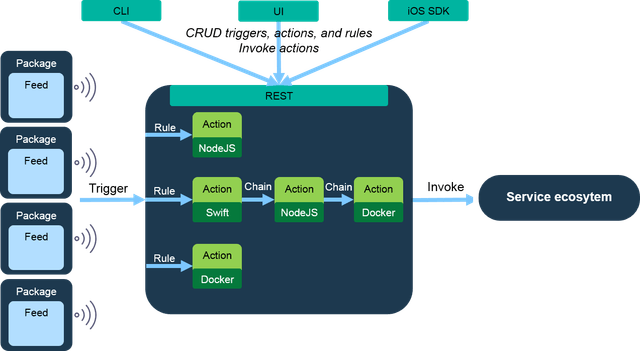 CLI
UI
iOS SDK
CRUD triggers, actions, and rules
Invoke actions
Package
Feed
Package
Feed
Package
Feed
Package
Feed
Trigger
REST
Rule
Action
NodeJS
Rule
Action
Swift
Chain
Action
NodeJS
Chain
Action
Docker
Rule
Action
Docker
Invoke
Service ecosytem